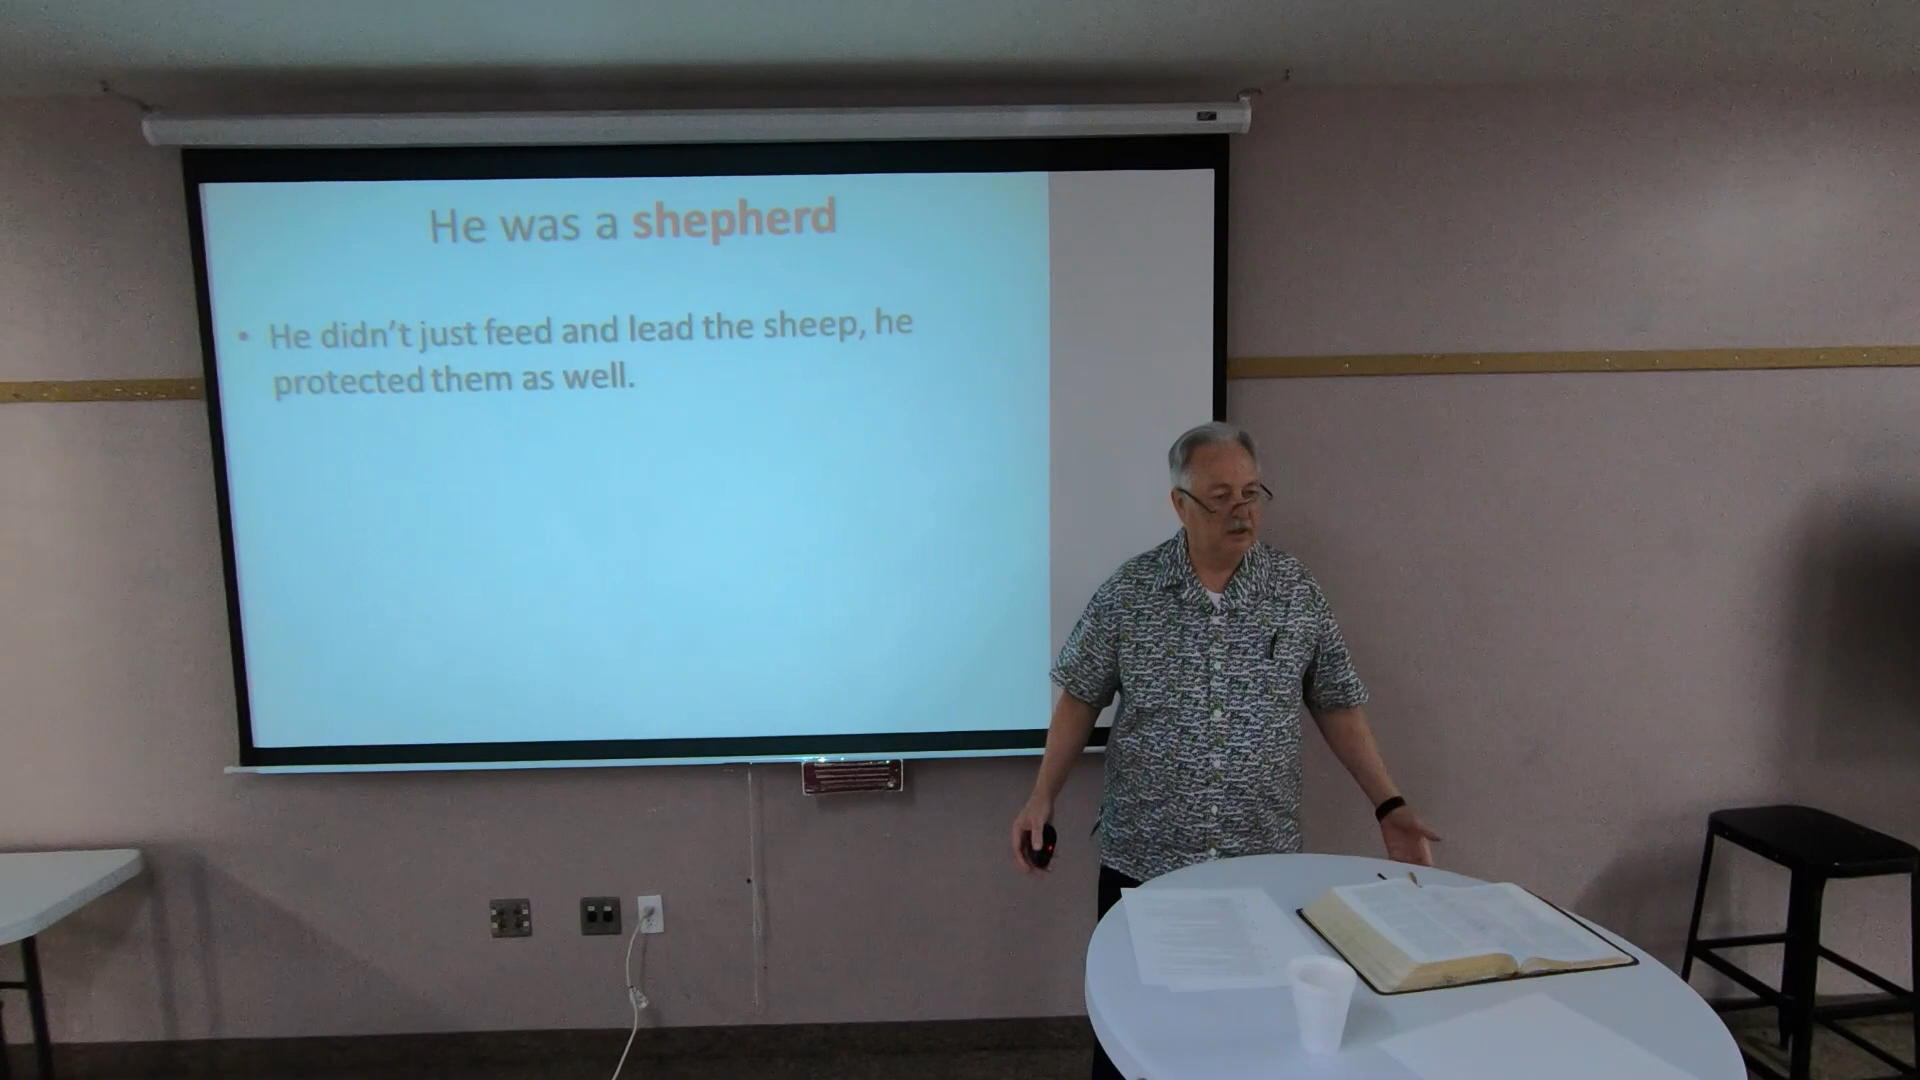 He was a shepherd
• He didn't just feed and lead the sheep, he
protected them as well.